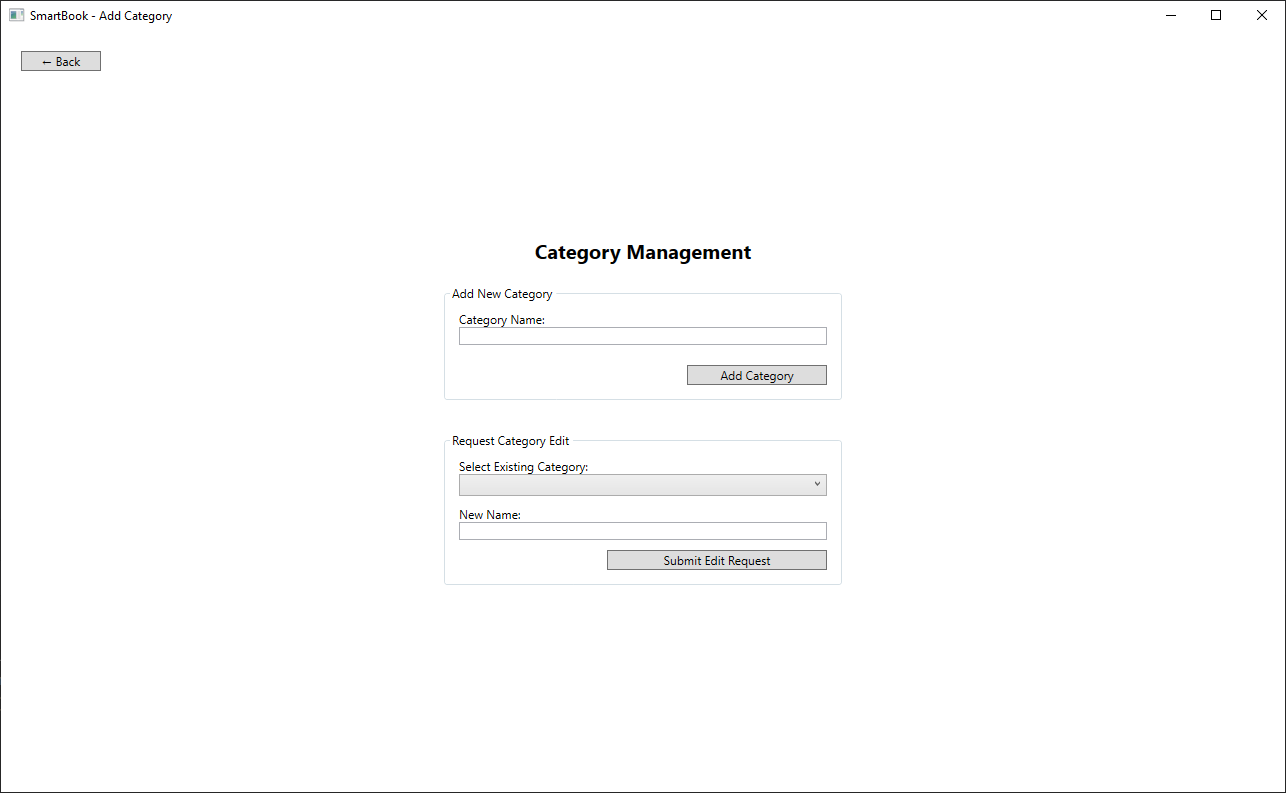 SmartBook - Add Category
← Back
Category Management
Add New Category
Category Name:
Add Category
Request Category Edit
Select Existing Category:
New Name:
Submit Edit Request